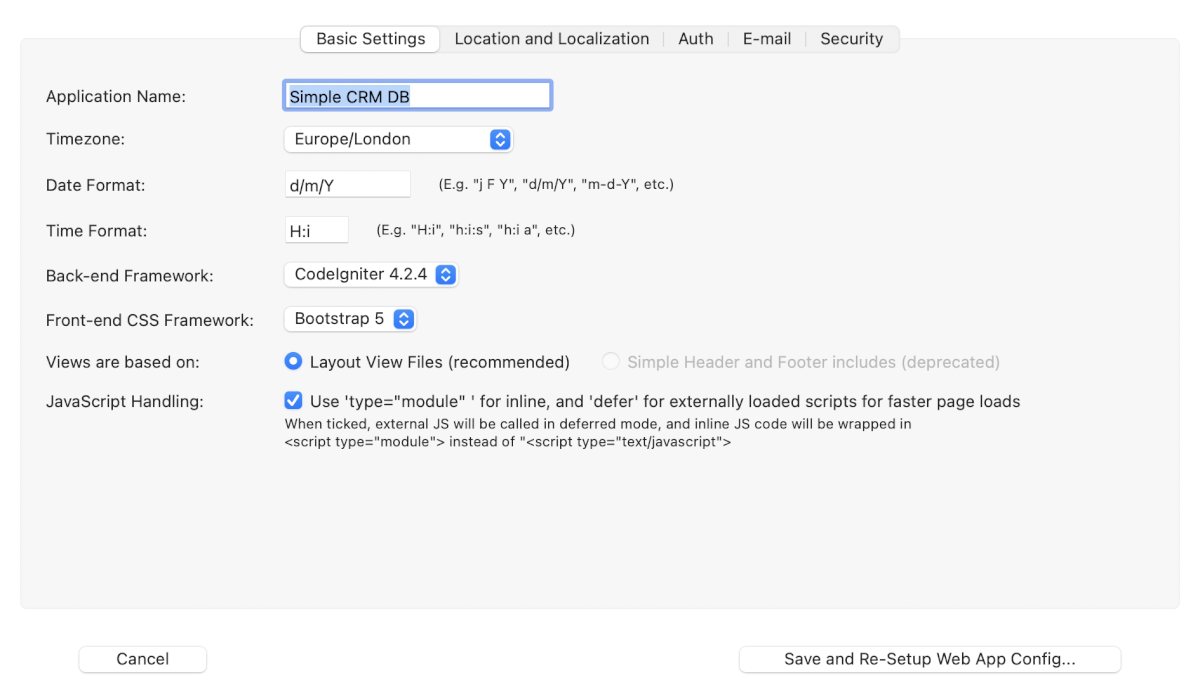 Basic Settings Location and Localization Auth E-mail Security
Application Name: Simple CRM DB
Timezone: Europe/London
Date Format: d/m/Y (E.g. "j F Y", "d/m/Y", "m-d-Y", etc.)
Time Format: H:i (E.g. "H:i", "h:i:s", "h:i a", etc.)
Back-end Framework: CodeIgniter 4.2.4
Front-end CSS Framework: Bootstrap 5
Views are based on: Layout View Files (recommended) Simple Header and Footer includes (deprecated)
JavaScript Handling: Use 'type="module" ' for inline, and 'defer' for externally loaded scripts for faster page loads
When ticked, external JS will be called in deferred mode, and inline JS code will be wrapped in
<script type="module"> instead of "<script type="text/javascript">
Cancel Save and Re-Setup Web App Config...